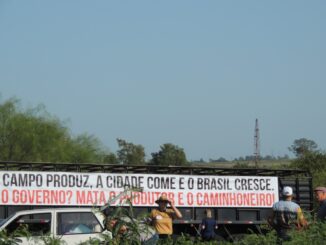 CAMPO PRODUZ, A CIDADE COME E O BRASIL CRESCE.
O GOVERNO? MATA O PRODUTOR E O CAMINHONEIRO